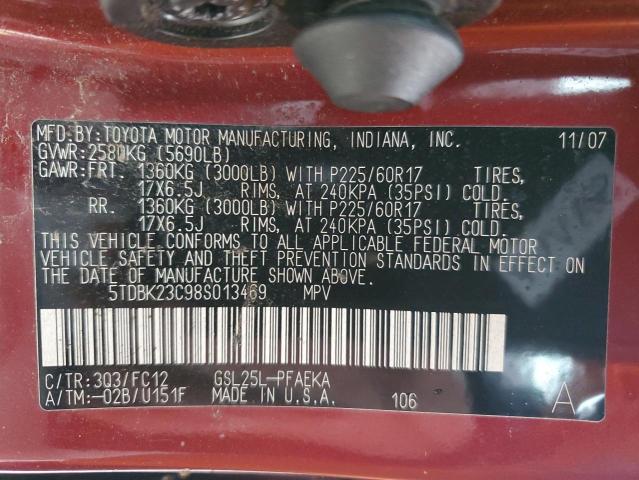 MFD.BY:TOYOTA MOTOR MANUFACTURING, INDIANA, INC. 11/07
GVWR:2580KG (5690LB)
GAWR:FRT. 1360KG (3000LB) WITH P225/60R17 TIRES,
17X6.5J RIMS, AT 240KPA (35PSI) COLD.
RR. 1360KG (3000LB) WITH P225/60R17 TIRES,
17X6.5J RIMS, AT 240KPA (35PSI) COLD.
THIS VEHICLE CONFORMS TO ALL APPLICABLE FEDERAL MOTOR
VEHICLE SAFETY AND THEFT PREVENTION STANDARDS IN EFFECT ON
THE DATE OF MANUFACTURE SHOWN ABOVE.
5TDBK23C98S013469 MPV
C/TR:3Q3/FC12 GSL25L-PFAEKA
A/TM:-02B/U151F MADE IN U.S.A. 106 A